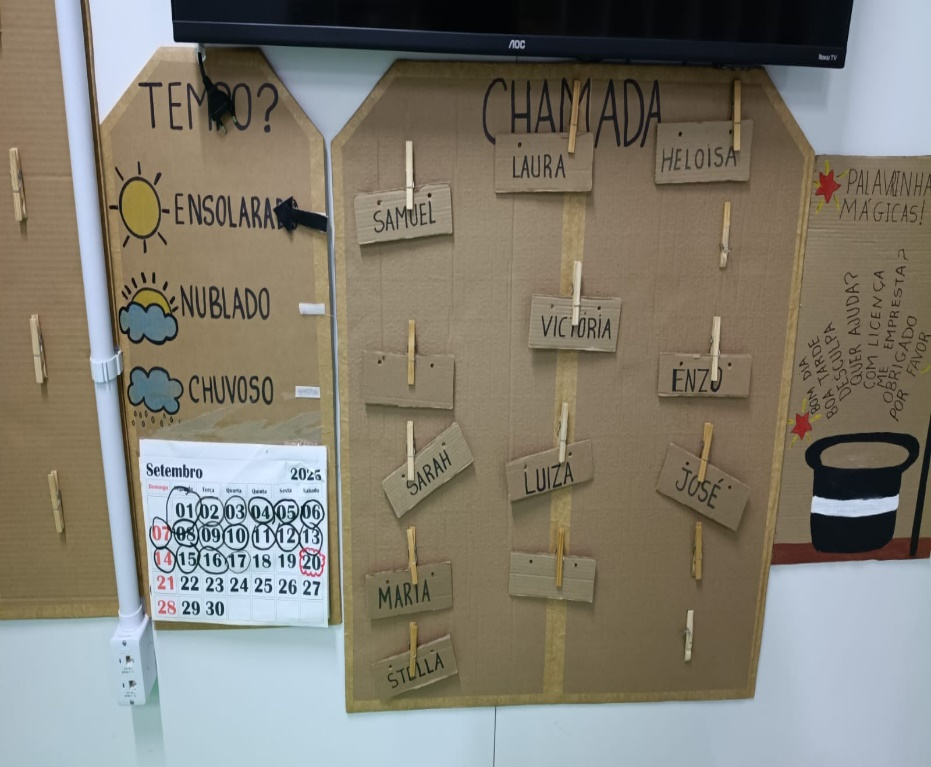 AOC
Roku TV
TEMPO?
ENSOLARAD
NUBLADO
CHUVOSO
Setembro 2025
Domingo Segunda Terça Quarta Quinta Sexta Sábado
01 02 03 04 05 06
07 08 09 10 11 12 13
14 15 16 17 18 19 20
21 22 23 24 25 26 27
28 29 30
CHAMADA
LAURA
HELOISA
SAMUEL
VICTORIA
ENZO
SARAH
LUIZA
JOSÉ
MARIA
STELLA
PALAVRINHA
MÁGICAS!
BOM DIA
BOA TARDE
DESCULPA
QUER AJUDA?
COM LICENÇA
ME EMPRESTA?
OBRIGADO
POR FAVOR